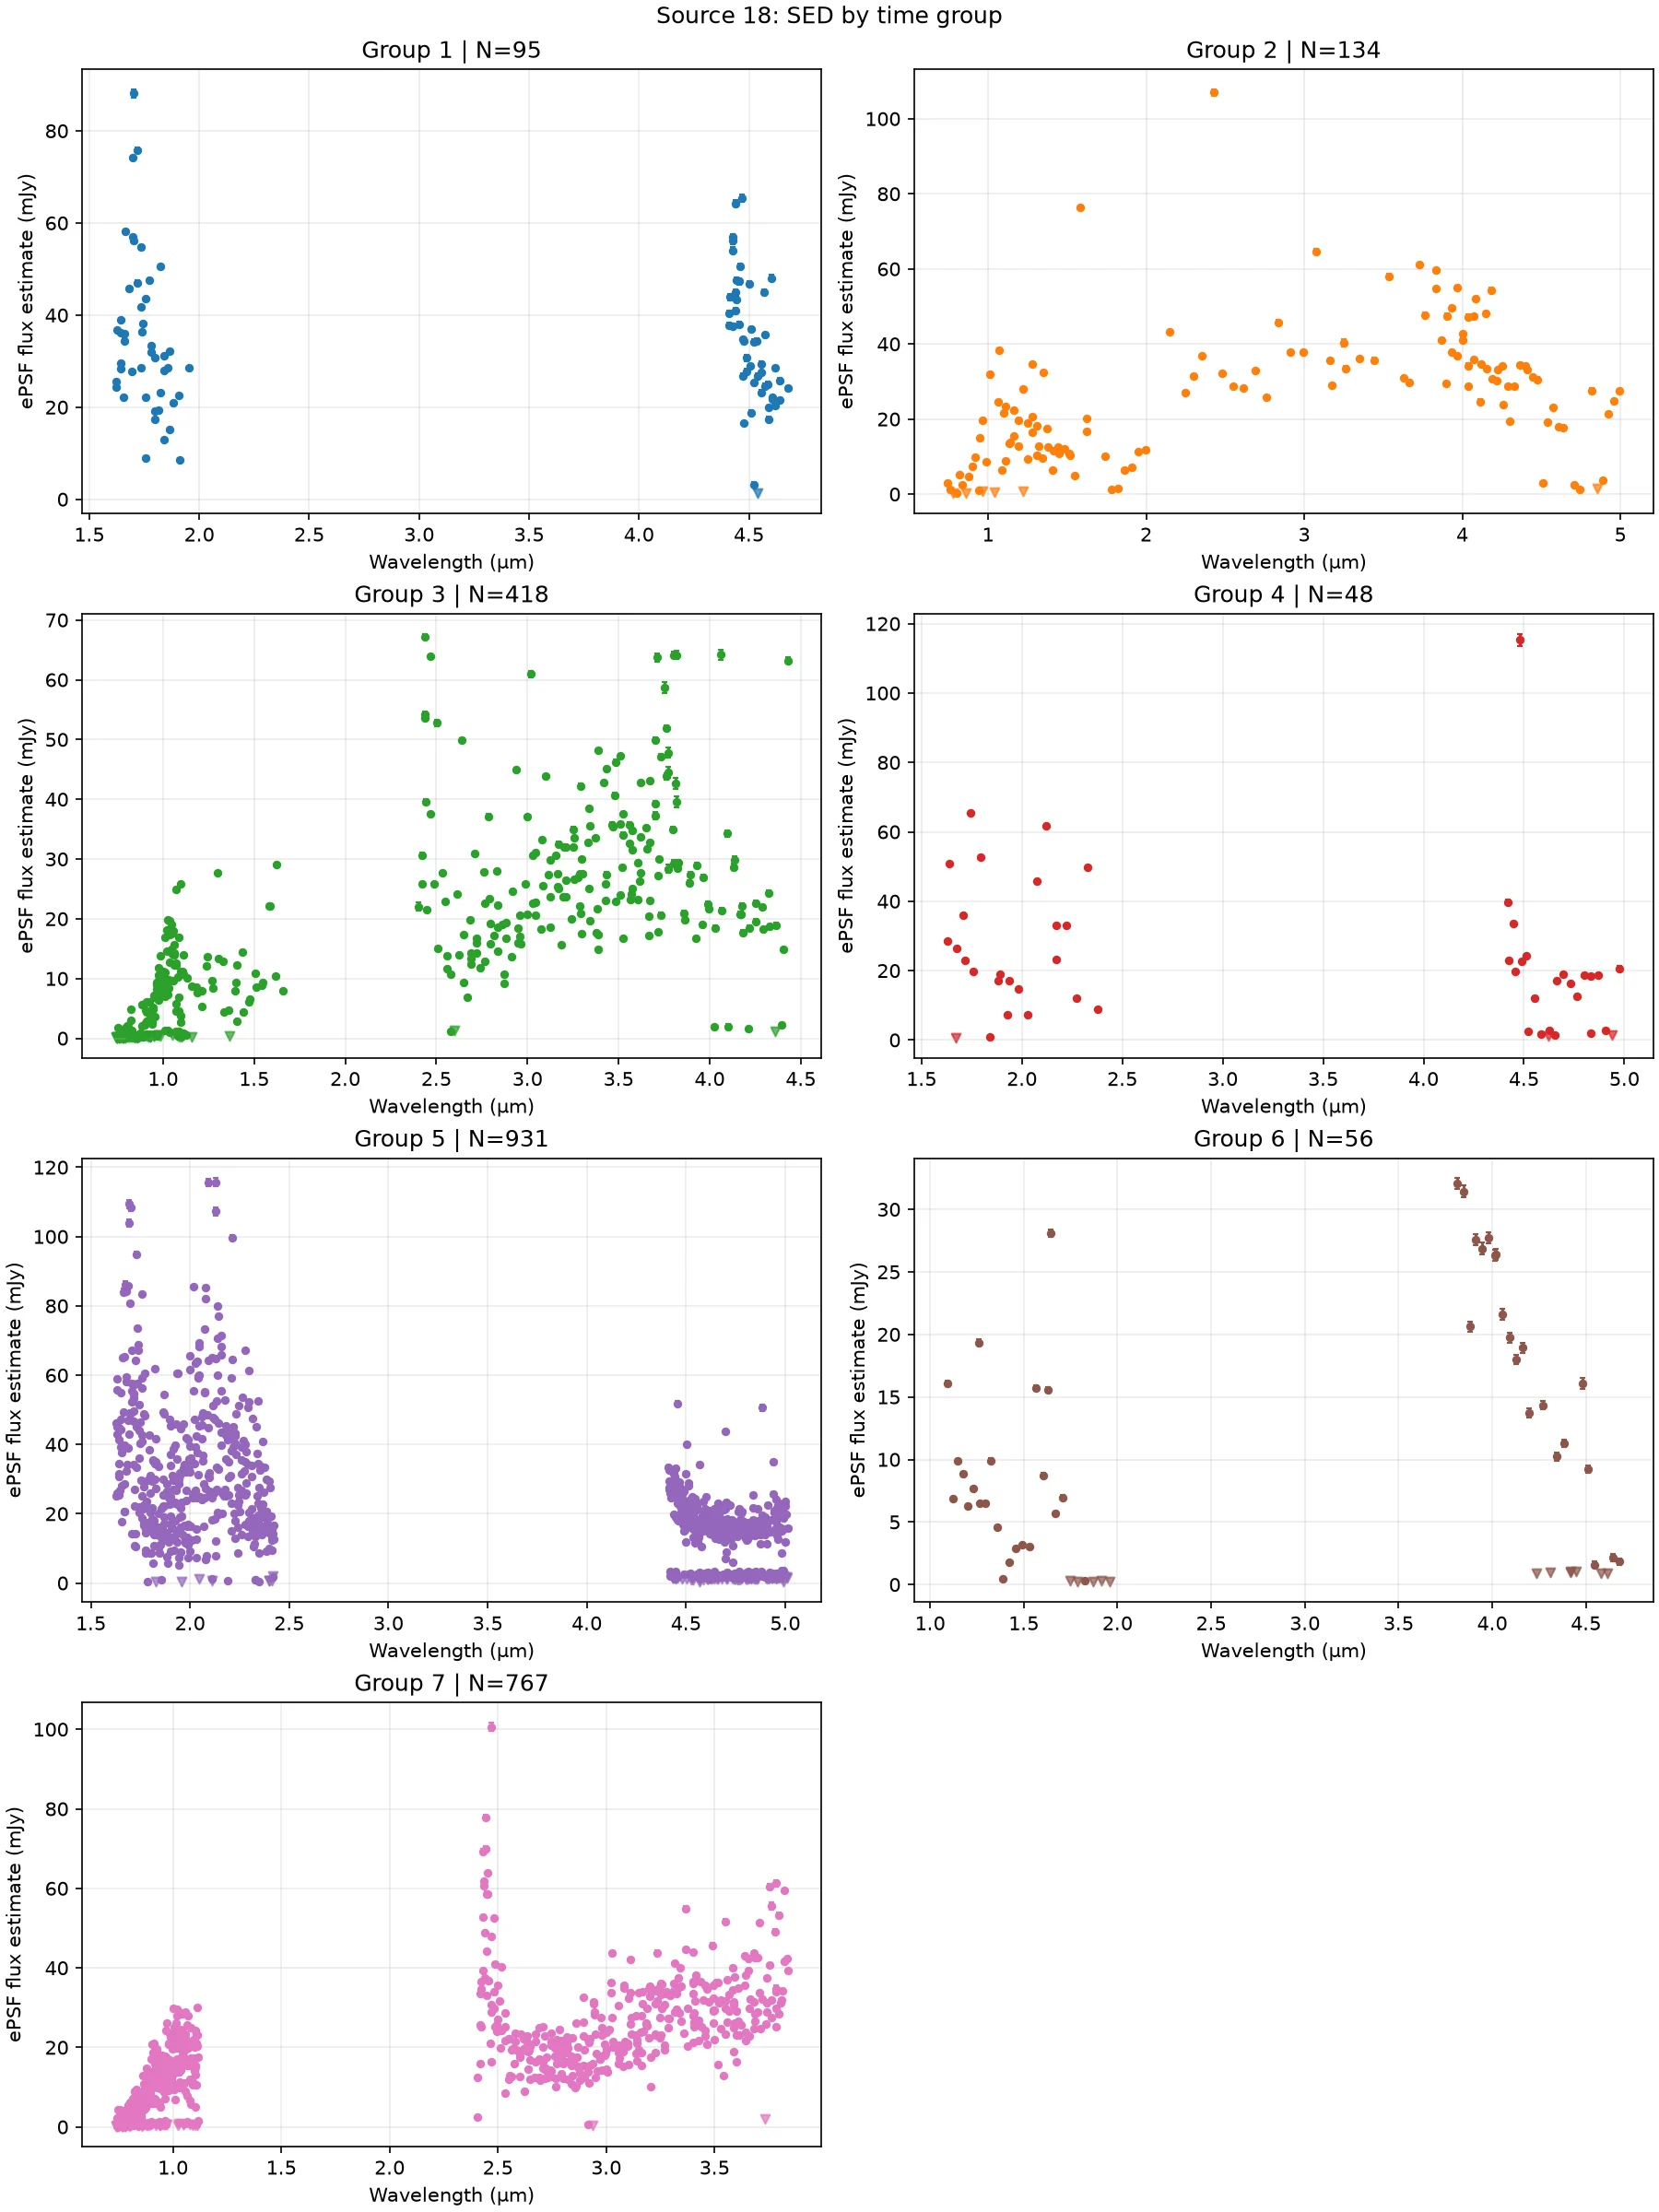 Source 18: SED by time group
Group 1 | N=95
ePSF flux estimate (mJy)
80
60
40
20
0
1.5 2.0 2.5 3.0 3.5 4.0 4.5
Wavelength (µm)
Group 2 | N=134
ePSF flux estimate (mJy)
100
80
60
40
20
0
1 2 3 4 5
Wavelength (µm)
Group 3 | N=418
ePSF flux estimate (mJy)
70
60
50
40
30
20
10
0
1.0 1.5 2.0 2.5 3.0 3.5 4.0 4.5
Wavelength (µm)
Group 4 | N=48
ePSF flux estimate (mJy)
120
100
80
60
40
20
0
1.5 2.0 2.5 3.0 3.5 4.0 4.5 5.0
Wavelength (µm)
Group 5 | N=931
ePSF flux estimate (mJy)
120
100
80
60
40
20
0
1.5 2.0 2.5 3.0 3.5 4.0 4.5 5.0
Wavelength (µm)
Group 6 | N=56
ePSF flux estimate (mJy)
30
25
20
15
10
5
0
1.0 1.5 2.0 2.5 3.0 3.5 4.0 4.5
Wavelength (µm)
Group 7 | N=767
ePSF flux estimate (mJy)
100
80
60
40
20
0
1.0 1.5 2.0 2.5 3.0 3.5
Wavelength (µm)